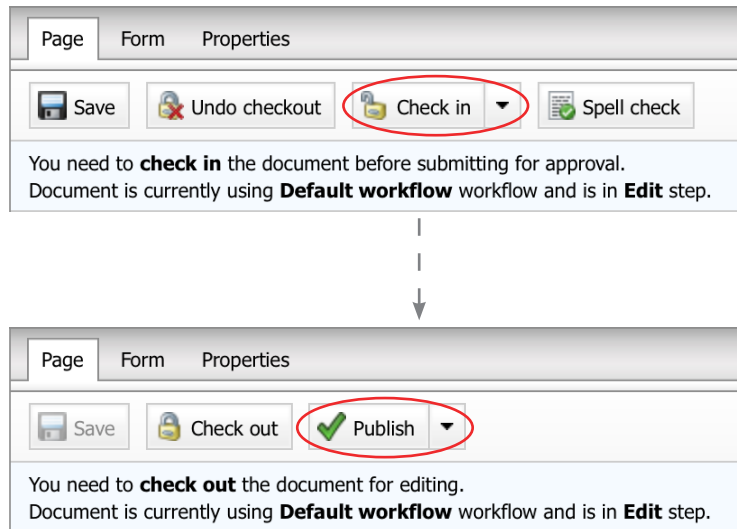 Page Form Properties
Save Undo checkout Check in Spell check
You need to check in the document before submitting for approval.
Document is currently using Default workflow workflow and is in Edit step.
Page Form Properties
Save Check out Publish
You need to check out the document for editing.
Document is currently using Default workflow workflow and is in Edit step.